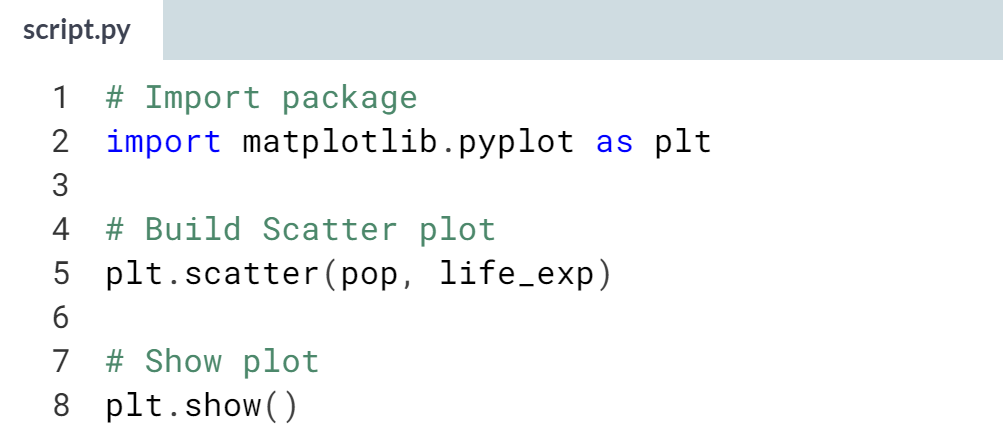 script.py
1 # Import package
2 import matplotlib.pyplot as plt
3
4 # Build Scatter plot
5 plt.scatter(pop, life_exp)
6
7 # Show plot
8 plt.show()